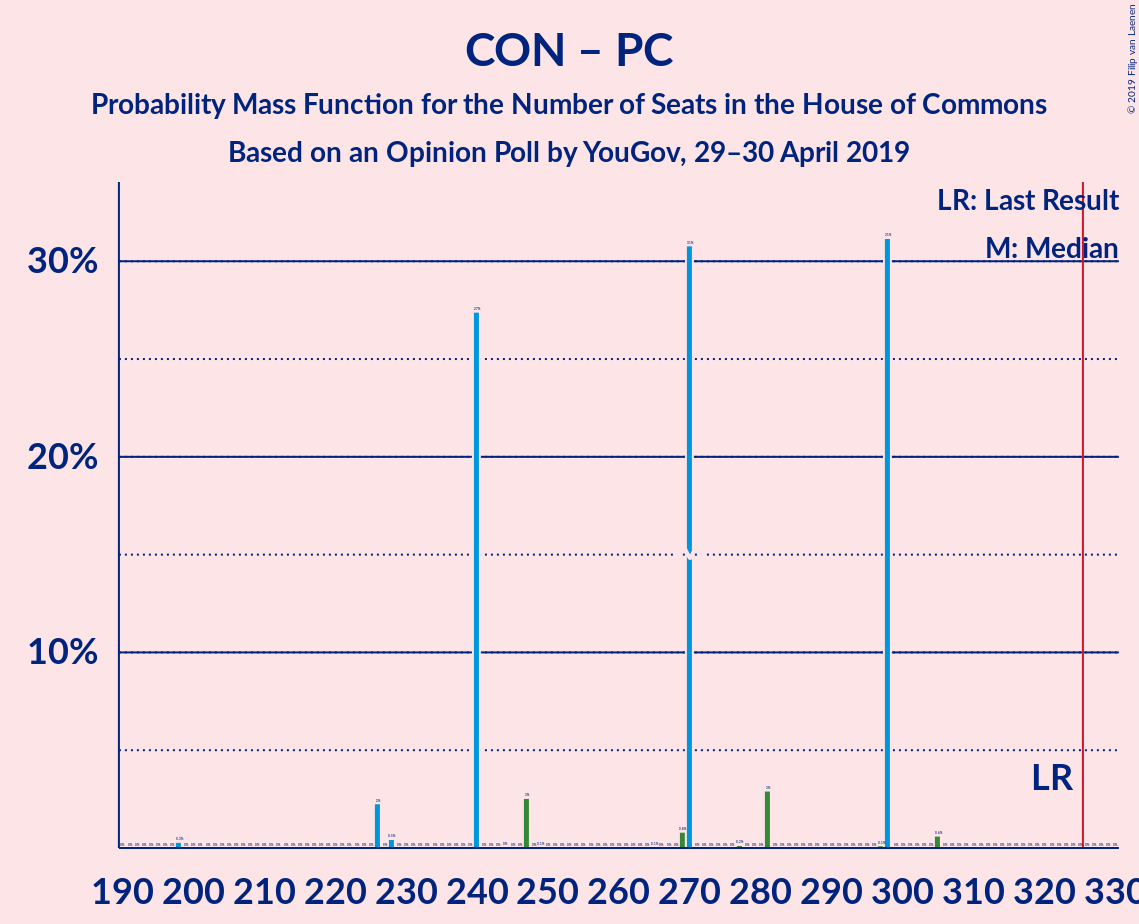 CON – PC
Probability Mass Function for the Number of Seats in the House of Commons
Based on an Opinion Poll by YouGov, 29–30 April 2019
© 2019 Filip van Laenen
LR: Last Result
M: Median
30%
20%
10%
LR
190 200 210 220 230 240 250 260 270 280 290 300 310 320 330